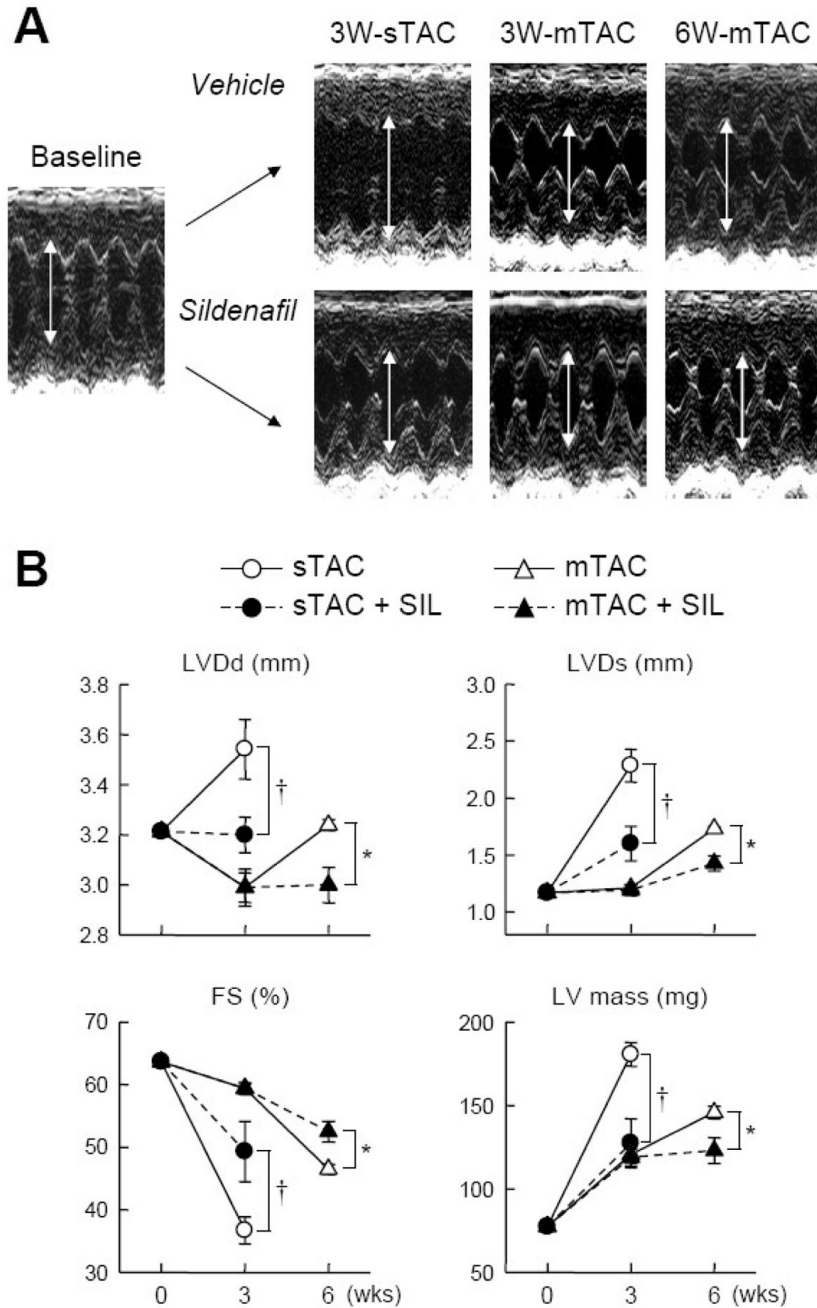 A
3W-sTAC 3W-mTAC 6W-mTAC
Vehicle
Baseline
Sildenafil
B
sTAC mTAC
sTAC + SIL mTAC + SIL
LVDd (mm) LVDs (mm)
3.8 3.0
3.6 2.5
† †
3.4
2.0
3.2 * *
1.5
3.0
1.0
2.8
FS (%) LV mass (mg)
70 200
60
150 †
50 * *
† 100
40
30 50
0 3 6 (wks) 0 3 6 (wks)